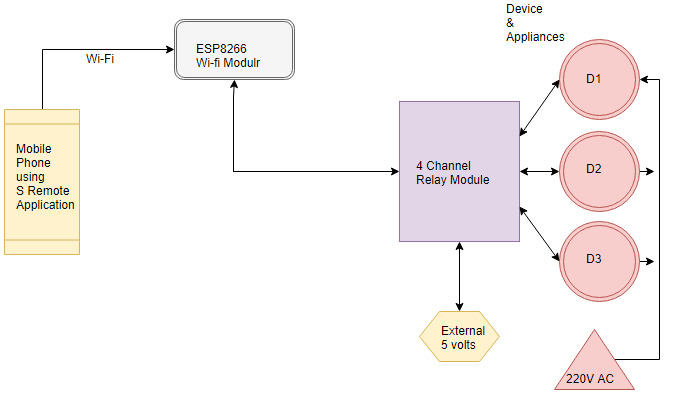 Device
&
Appliances
ESP8266
Wi-fi Modulr
Wi-Fi
D1
Mobile
Phone
using
S Remote
Application
4 Channel
Relay Module
D2
D3
External
5 volts
220V AC